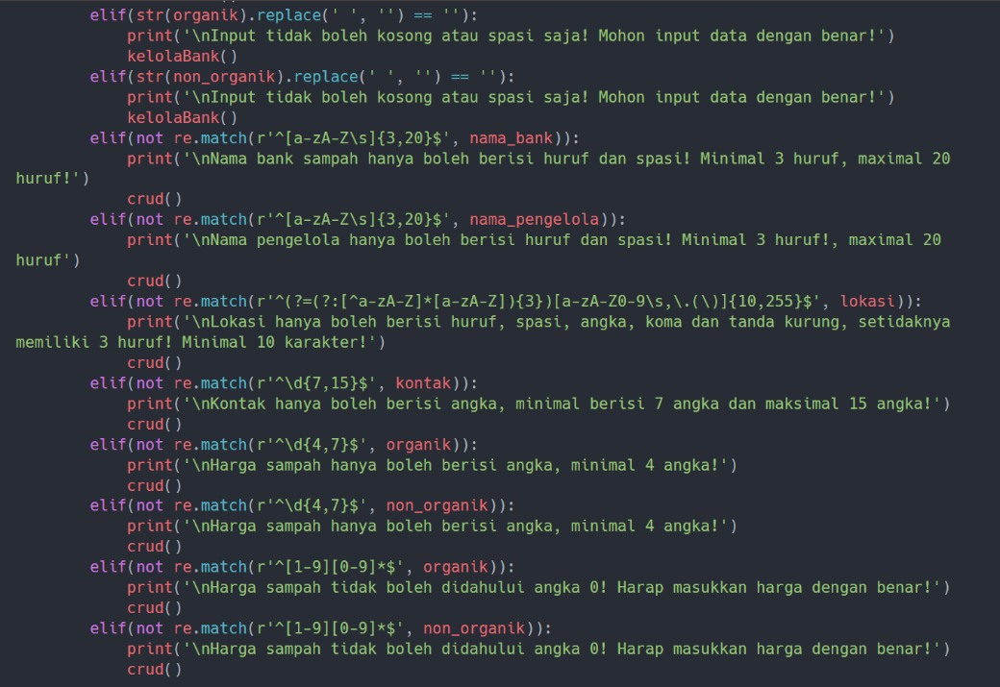 elif(str(organik).replace(' ', '') == ''):
print('\nInput tidak boleh kosong atau spasi saja! Mohon input data dengan benar!')
kelolaBank()
elif(str(non_organik).replace(' ', '') == ''):
print('\nInput tidak boleh kosong atau spasi saja! Mohon input data dengan benar!')
kelolaBank()
elif(not re.match(r'^[a-zA-Z\s]{3,20}$', nama_bank)):
print('\nNama bank sampah hanya boleh berisi huruf dan spasi! Minimal 3 huruf, maximal 20
huruf!')
crud()
elif(not re.match(r'^[a-zA-Z\s]{3,20}$', nama_pengelola)):
print('\nNama pengelola hanya boleh berisi huruf dan spasi! Minimal 3 huruf!, maximal 20
huruf')
crud()
elif(not re.match(r'^(?=(?:[^a-zA-Z]*[a-zA-Z]){3})[a-zA-Z0-9\s,\.(\)]{10,255}$', lokasi)):
print('\nLokasi hanya boleh berisi huruf, spasi, angka, koma dan tanda kurung, setidaknya
memiliki 3 huruf! Minimal 10 karakter!')
crud()
elif(not re.match(r'^\d{7,15}$', kontak)):
print('\nKontak hanya boleh berisi angka, minimal berisi 7 angka dan maksimal 15 angka!')
crud()
elif(not re.match(r'^\d{4,7}$', organik)):
print('\nHarga sampah hanya boleh berisi angka, minimal 4 angka!')
crud()
elif(not re.match(r'^\d{4,7}$', non_organik)):
print('\nHarga sampah hanya boleh berisi angka, minimal 4 angka!')
crud()
elif(not re.match(r'^[1-9][0-9]*$', organik)):
print('\nHarga sampah tidak boleh didahului angka 0! Harap masukkan harga dengan benar!')
crud()
elif(not re.match(r'^[1-9][0-9]*$', non_organik)):
print('\nHarga sampah tidak boleh didahului angka 0! Harap masukkan harga dengan benar!')
crud()